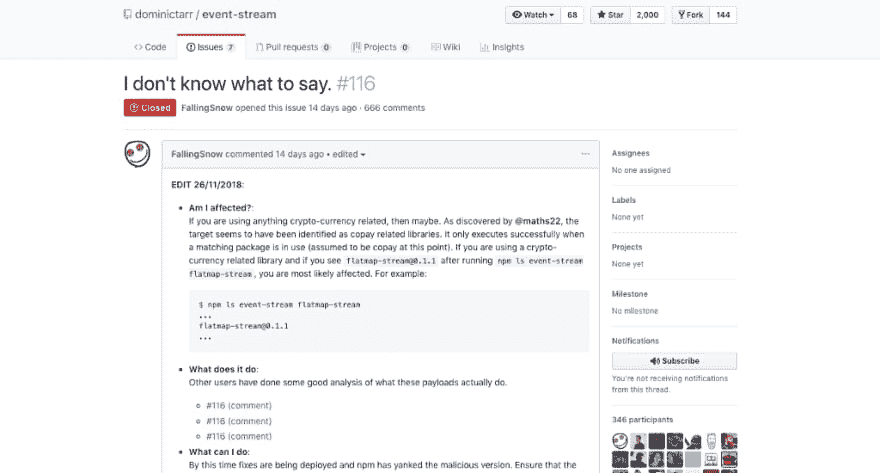 dominictarr / event-stream
Watch 68 Star 2,000 Fork 144
Code Issues 7 Pull requests 0 Projects 0 Wiki Insights
I don't know what to say. #116
Closed FallingSnow opened this issue 14 days ago · 666 comments
FallingSnow commented 14 days ago • edited
EDIT 26/11/2018:
Am I affected?:
If you are using anything crypto-currency related, then maybe. As discovered by @maths22, the
target seems to have been identified as copay related libraries. It only executes successfully when
a matching package is in use (assumed to be copay at this point). If you are using a crypto-
currency related library and if you see flatmap-stream@0.1.1 after running npm ls event-stream
flatmap-stream, you are most likely affected. For example:
$ npm ls event-stream flatmap-stream
...
flatmap-stream@0.1.1
...
What does it do:
Other users have done some good analysis of what these payloads actually do.
#116 (comment)
#116 (comment)
#116 (comment)
What can I do:
By this time fixes are being deployed and npm has yanked the malicious version. Ensure that the
Assignees
No one assigned
Labels
None yet
Projects
None yet
Milestone
No milestone
Notifications
Subscribe
You're not receiving notifications
from this thread.
346 participants